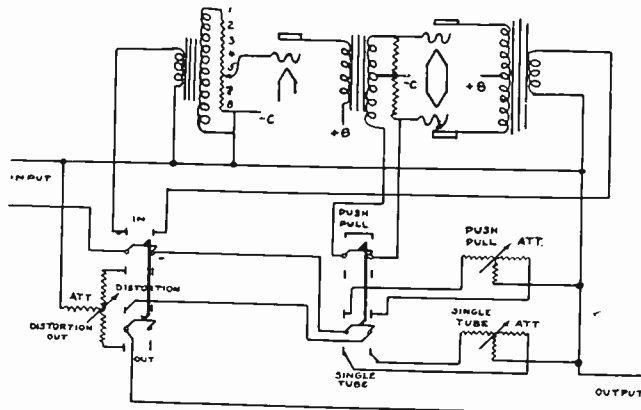 1
2
3
4
5
7
8
-C
+B
-C
+B
INPUT
IN
PUSH
PULL
PUSH
PULL
ATT.
ATT
DISTORTION
DISTORTION
OUT
OUT
SINGLE
TUBE
SINGLE
TUBE
ATT
OUTPUT